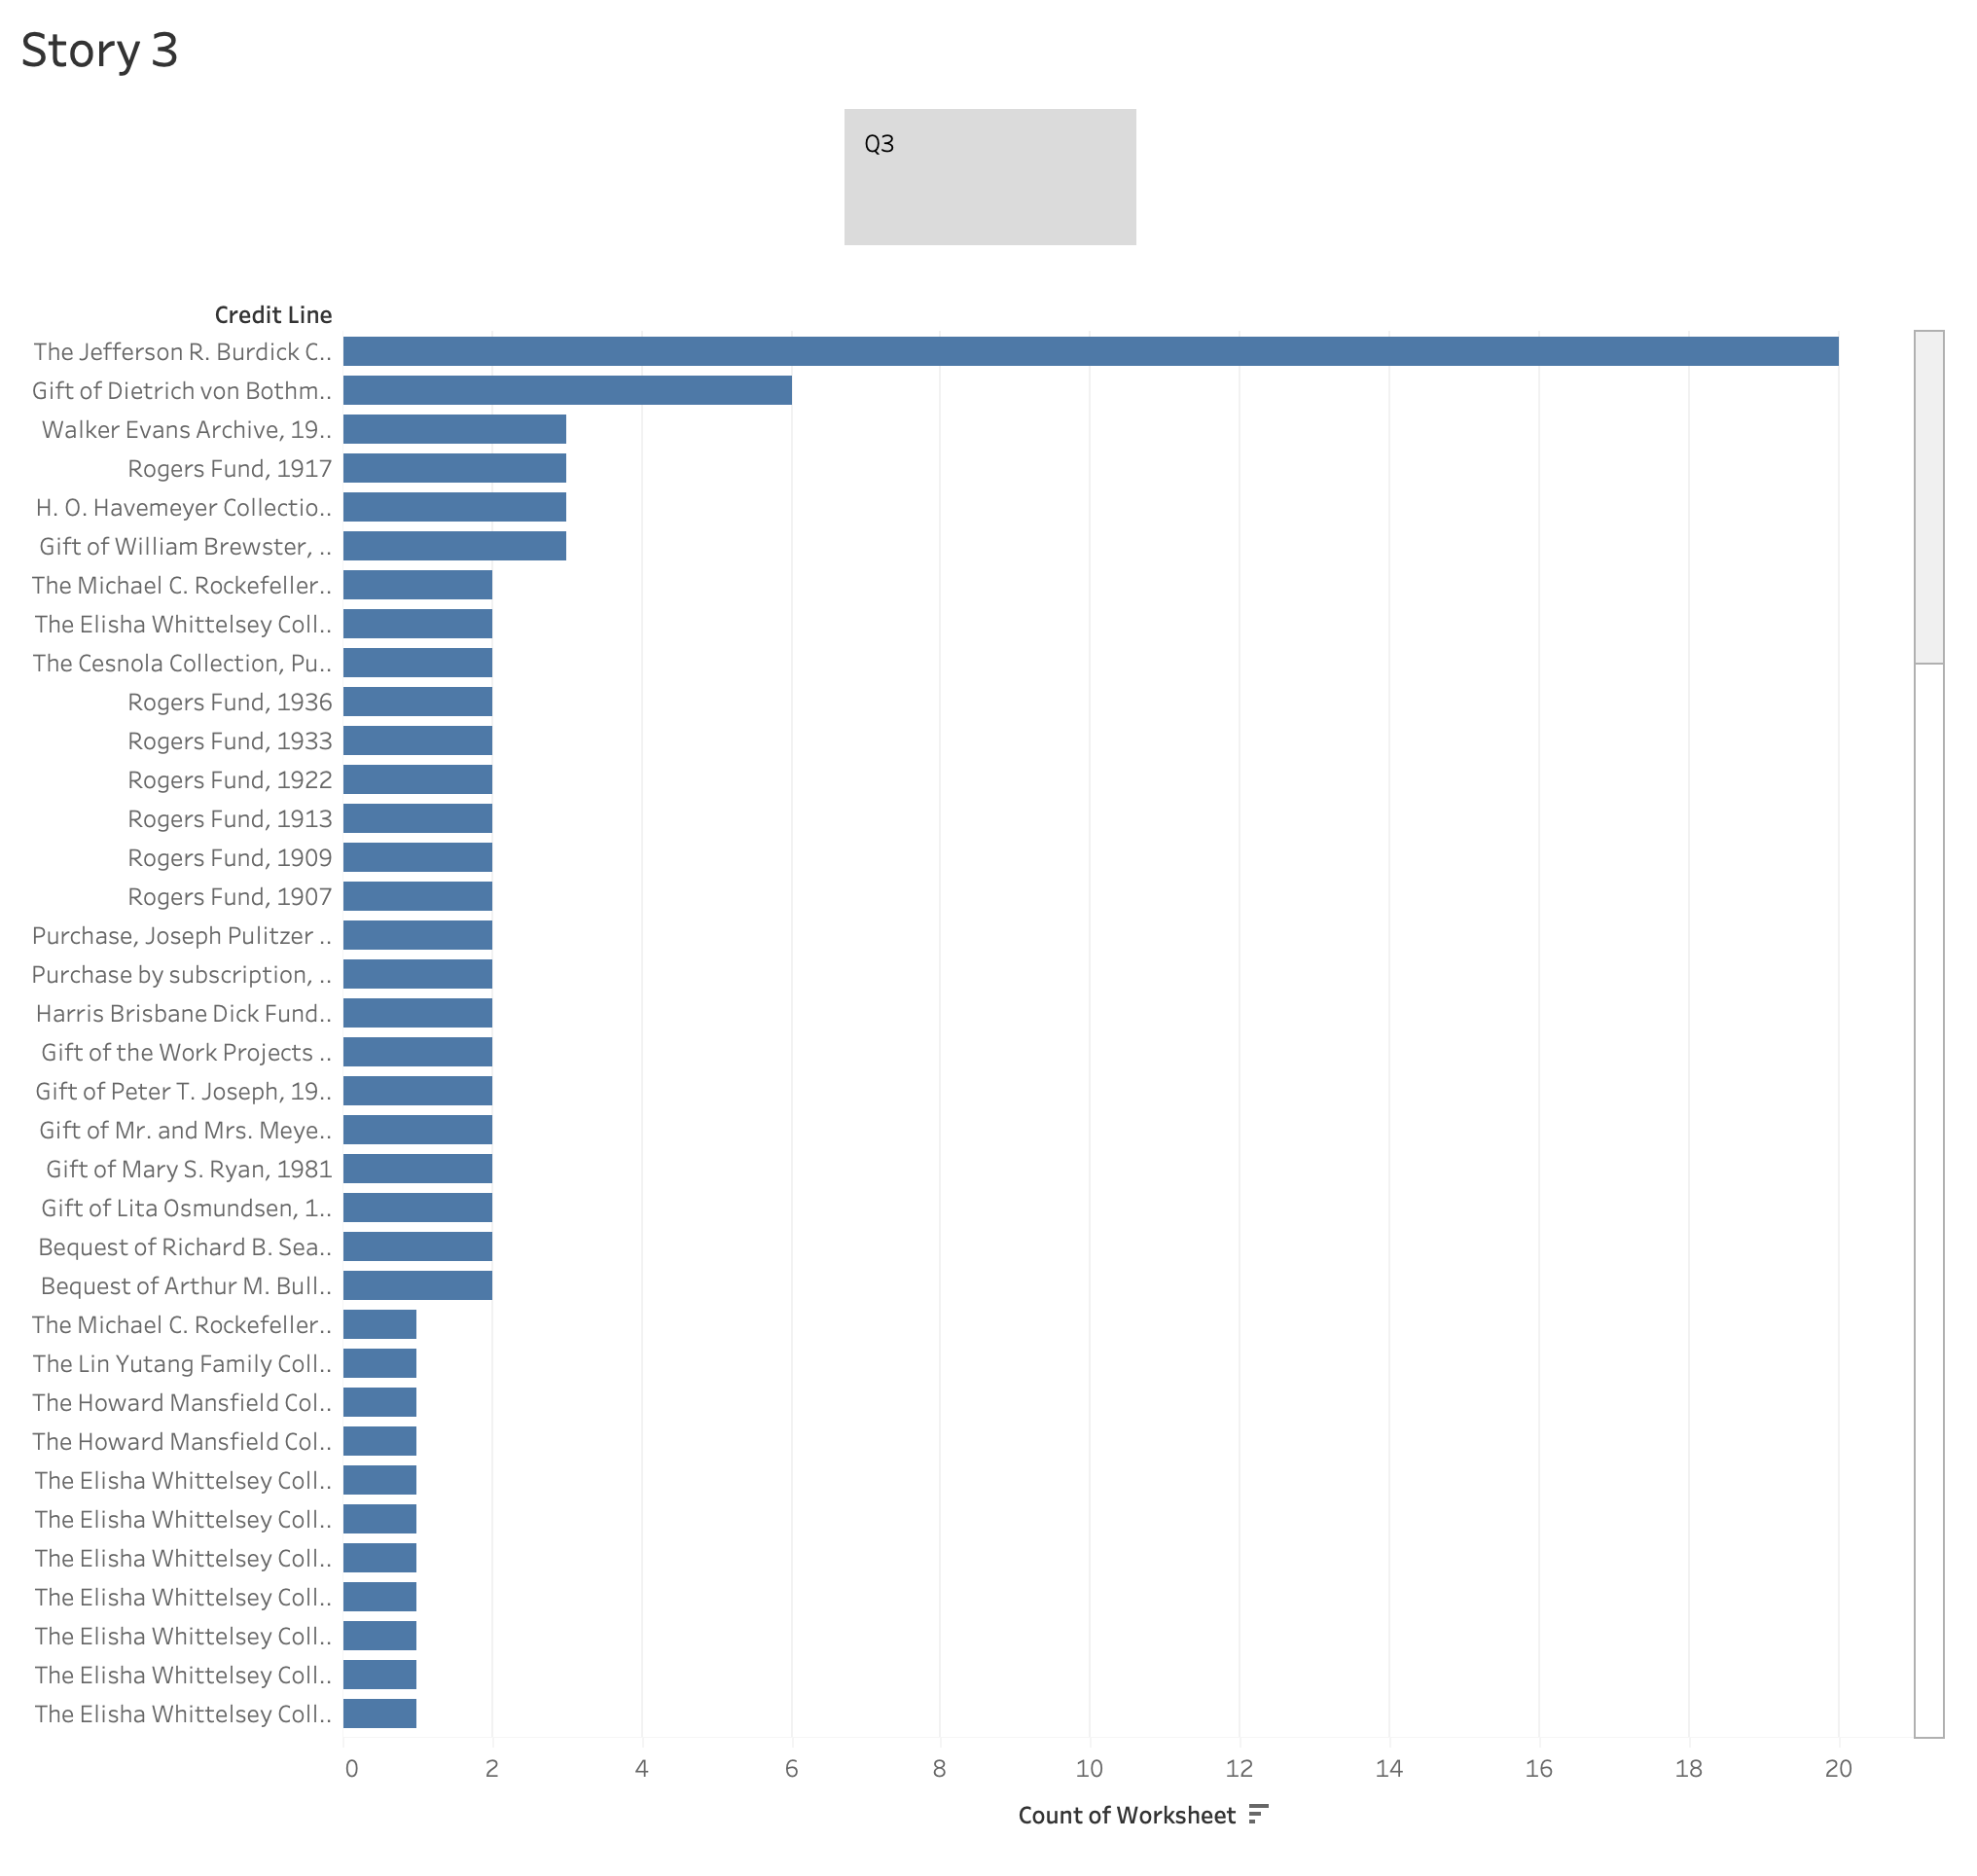 Story 3
Q3
Credit Line
The Jefferson R. Burdick C..
Gift of Dietrich von Bothm..
Walker Evans Archive, 19..
Rogers Fund, 1917
H. O. Havemeyer Collectio..
Gift of William Brewster, ..
The Michael C. Rockefeller..
The Elisha Whittelsey Coll..
The Cesnola Collection, Pu..
Rogers Fund, 1936
Rogers Fund, 1933
Rogers Fund, 1922
Rogers Fund, 1913
Rogers Fund, 1909
Rogers Fund, 1907
Purchase, Joseph Pulitzer ..
Purchase by subscription, ..
Harris Brisbane Dick Fund..
Gift of the Work Projects ..
Gift of Peter T. Joseph, 19..
Gift of Mr. and Mrs. Meye..
Gift of Mary S. Ryan, 1981
Gift of Lita Osmundsen, 1..
Bequest of Richard B. Sea..
Bequest of Arthur M. Bull..
The Michael C. Rockefeller..
The Lin Yutang Family Coll..
The Howard Mansfield Col..
The Howard Mansfield Col..
The Elisha Whittelsey Coll..
The Elisha Whittelsey Coll..
The Elisha Whittelsey Coll..
The Elisha Whittelsey Coll..
The Elisha Whittelsey Coll..
The Elisha Whittelsey Coll..
The Elisha Whittelsey Coll..
0 2 4 6 8 10 12 14 16 18 20
Count of Worksheet